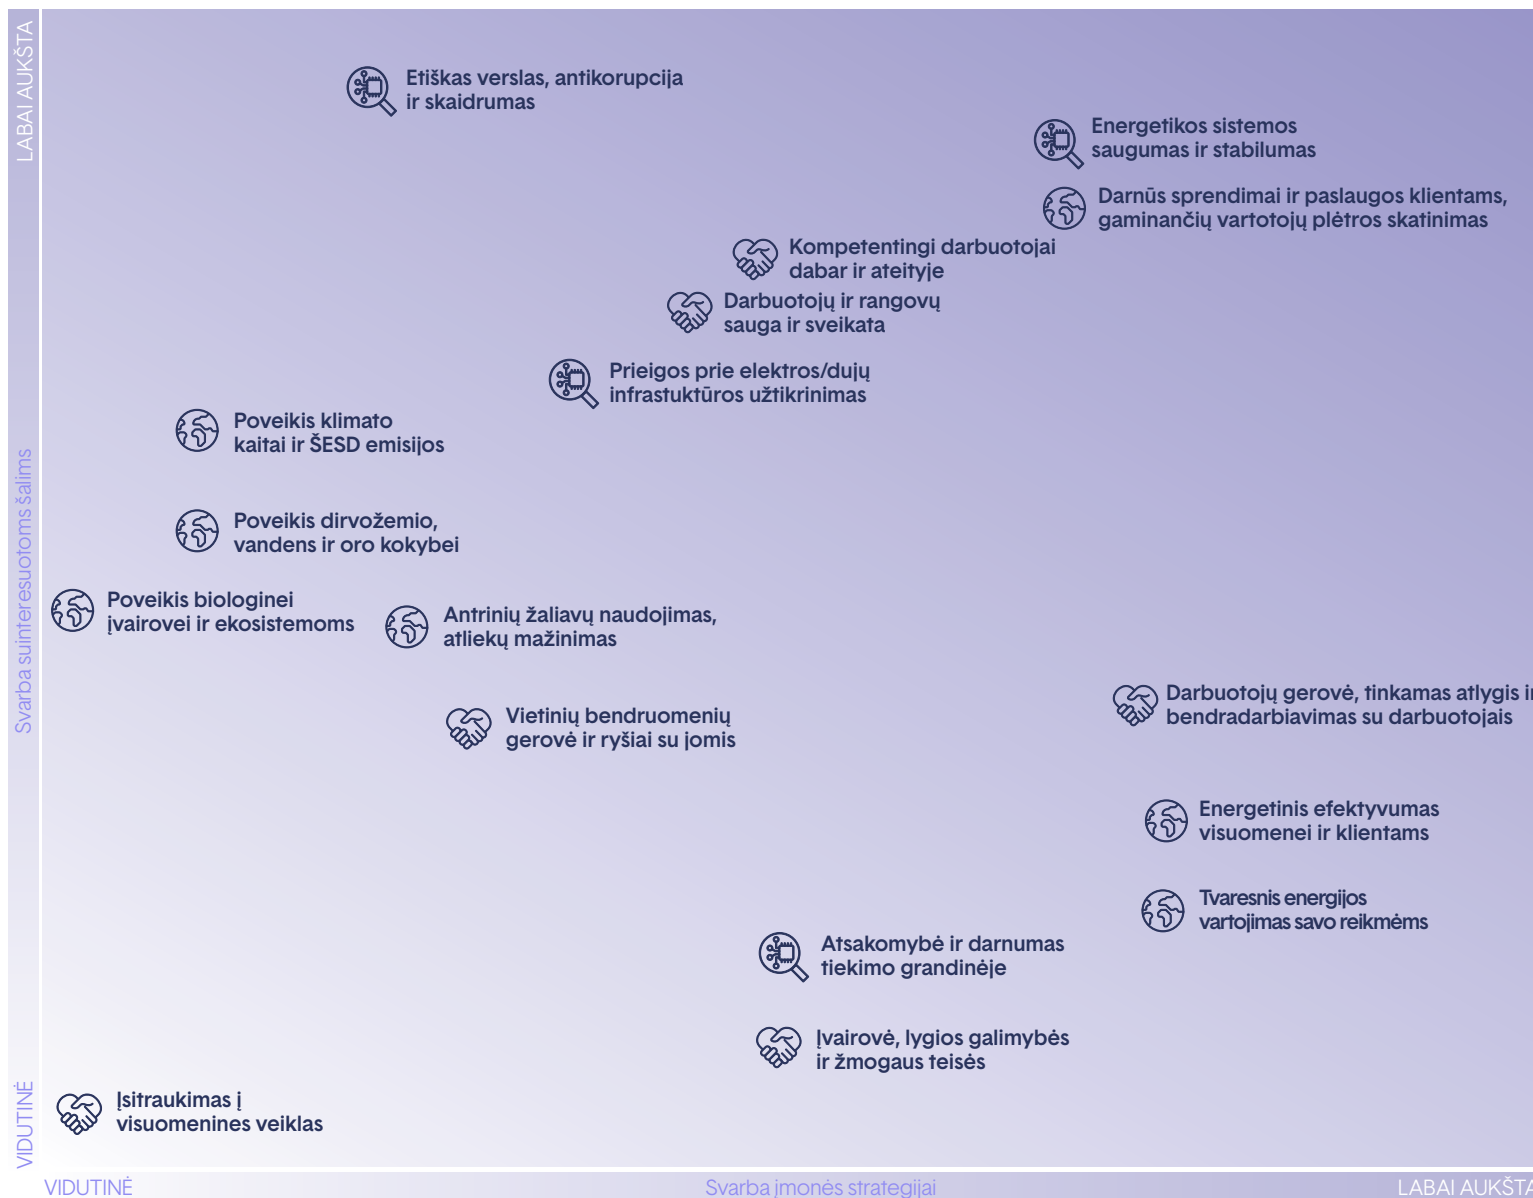 LABAI AUKŠTA
Svarba suinteresuotoms šalims
VIDUTINĖ
Etiškas verslas, antikorupcija
ir skaidrumas
Energetikos sistemos
saugumas ir stabilumas
Darnūs sprendimai ir paslaugos klientams,
gaminančių vartotojų plėtros skatinimas
Kompetentingi darbuotojai
dabar ir ateityje
Darbuotojų ir rangovų
sauga ir sveikata
Prieigos prie elektros/dujų
infrastuktūros užtikrinimas
Poveikis klimato
kaitai ir ŠESD emisijos
Poveikis dirvožemio,
vandens ir oro kokybei
Poveikis biologinei
įvairovei ir ekosistemoms
Antrinių žaliavų naudojimas,
atliekų mažinimas
Darbuotojų gerovė, tinkamas atlygis ir
bendradarbiavimas su darbuotojais
Vietinių bendruomenių
gerovė ir ryšiai su jomis
Energetinis efektyvumas
visuomenei ir klientams
Tvaresnis energijos
vartojimas savo reikmėms
Atsakomybė ir darnumas
tiekimo grandinėje
Įvairovė, lygios galimybės
ir žmogaus teisės
Įsitraukimas į
visuomenines veiklas
VIDUTINĖ
Svarba įmonės strategijai
LABAI AUKŠTA